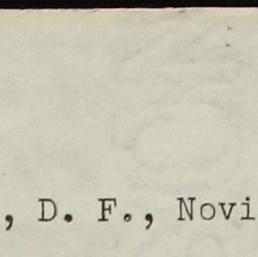 , D. F., Novi